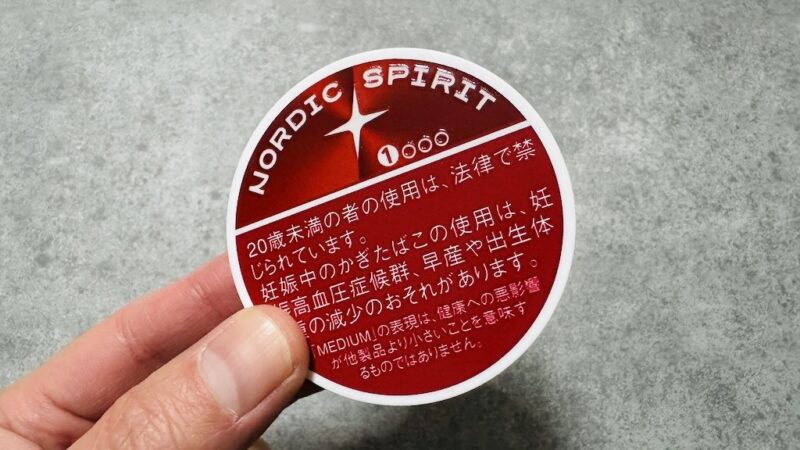 NORDIC SPIRIT
1
20歳未満の者の使用は、法律で禁
じられています。
妊娠中のかぎたばこの使用は、妊
高血圧症候群、早産や出生体
の減少のおそれがあります。
「MEDIUM」の表現は、健康への悪影響
が他製品より小さいことを意味す
るものではありません。